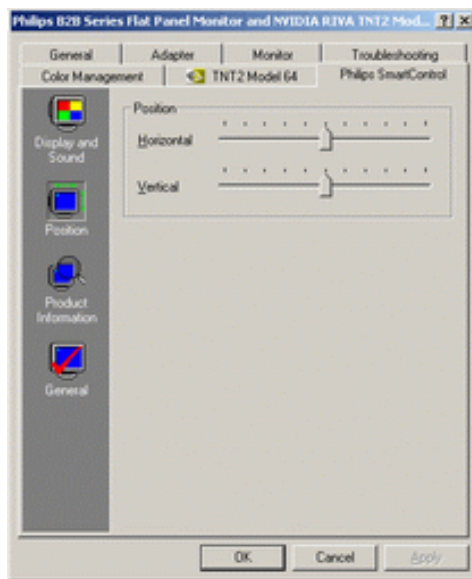 Philips B2B Series Flat Panel Monitor and NVIDIA RIVA TNT2 Mod...
General Adapter Monitor Troubleshooting
Color Management TNT2 Model 64 Philips SmartControl
Display and
Sound
Position
Product
Information
General
Position
Horizontal
Vertical
OK Cancel Apply